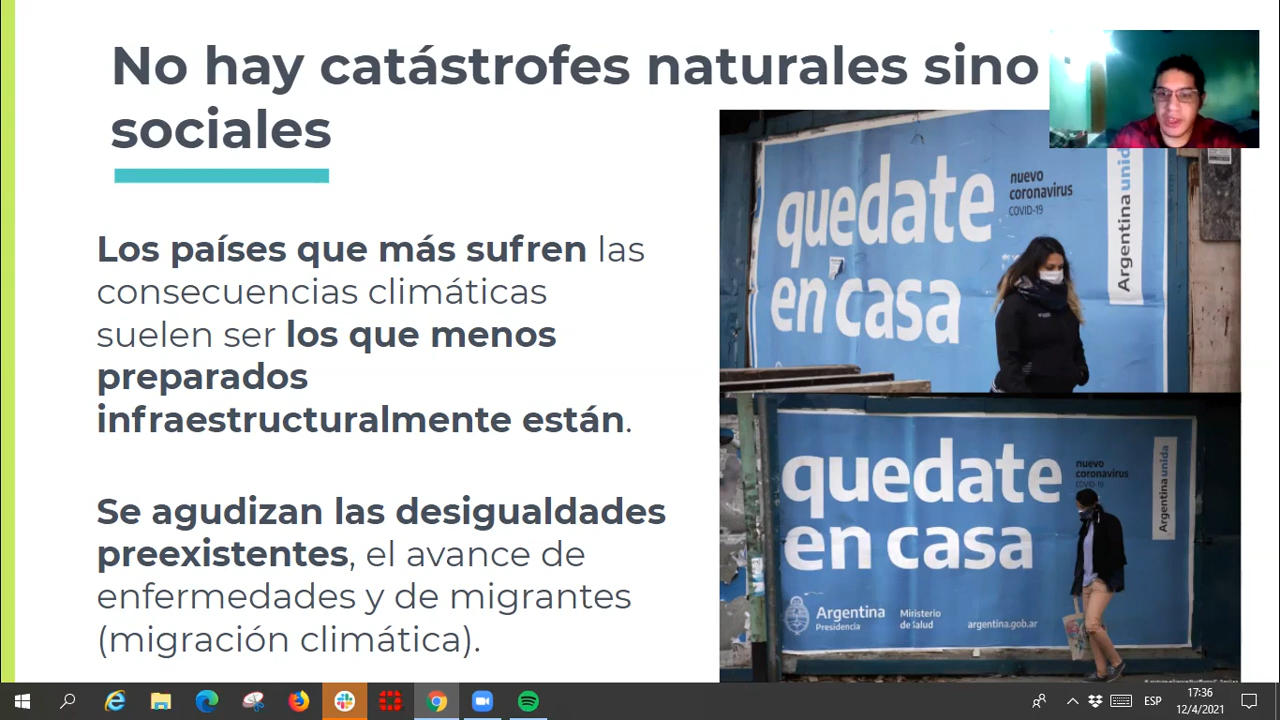 No hay catástrofes naturales sino
sociales
Los países que más sufren las
consecuencias climáticas
suelen ser los que menos
preparados
infraestructuralmente están.
Se agudizan las desigualdades
preexistentes, el avance de
enfermedades y de migrantes
(migración climática).
quedate
en casa
nuevo
coronavirus
COVID-19
Argentina unid
quedate
en casa
nuevo
coronavirus
COVID-19
Argentina unida
Argentina
Presidencia
Ministerio
de Salud
argentina.gob.ar
ESP
17:36
12/4/2021